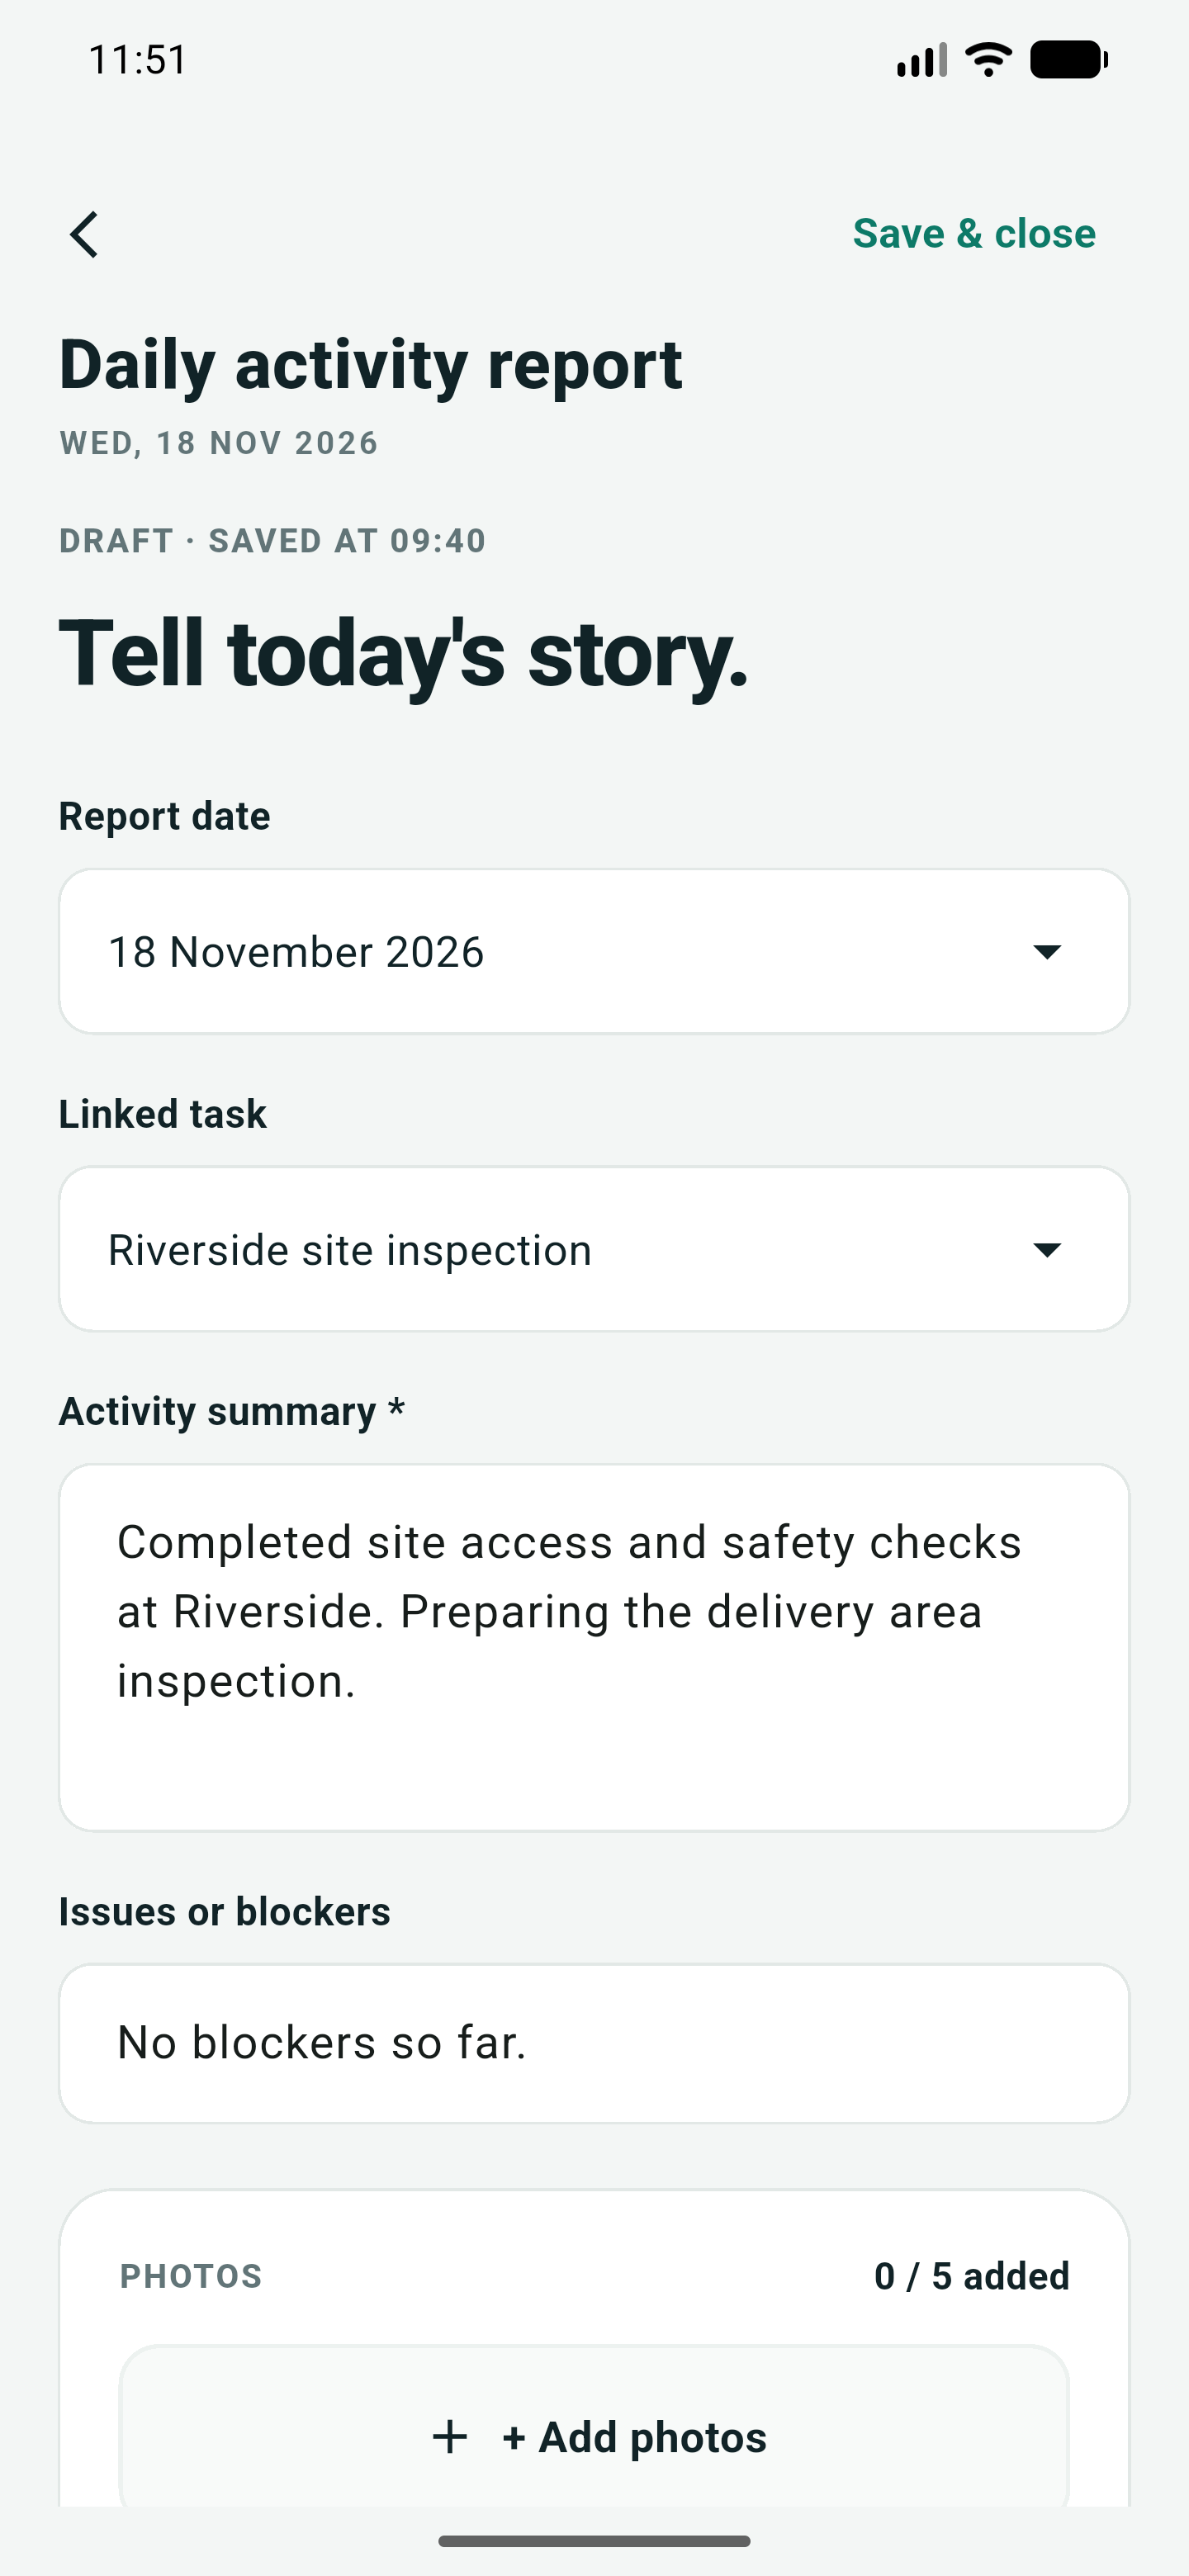 11:51
Save & close
Daily activity report
WED, 18 NOV 2026
DRAFT · SAVED AT 09:40
Tell today's story.
Report date
18 November 2026
Linked task
Riverside site inspection
Activity summary *
Completed site access and safety checks
at Riverside. Preparing the delivery area
inspection.
Issues or blockers
No blockers so far.
PHOTOS
0 / 5 added
+ Add photos